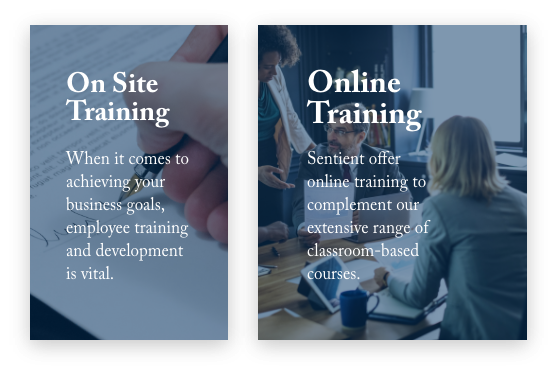 On Site
Training
When it comes to
achieving your
business goals,
employee training
and development
is vital.
Online
Training
Sentient offer
online training to
complement our
extensive range of
classroom-based
courses.